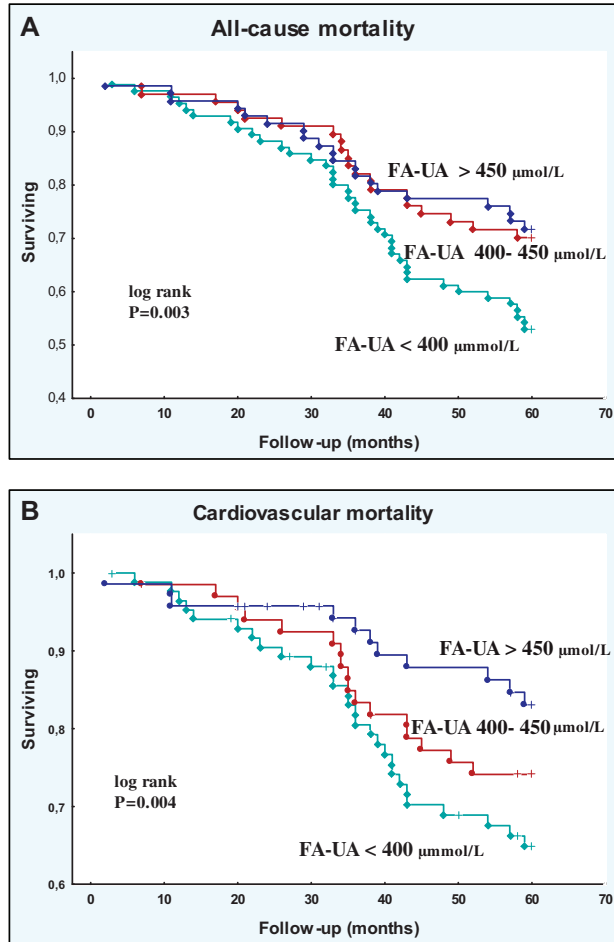 A
All-cause mortality
1,0
0,9
0,8
0,7
0,6
0,5
0,4
Surviving
FA-UA > 450 μmol/L
FA-UA 400- 450 μmol/L
log rank
P=0.003
FA-UA < 400 μmmol/L
0 10 20 30 40 50 60 70
Follow-up (months)
B
Cardiovascular mortality
1,0
0,9
0,8
0,7
0,6
Surviving
FA-UA > 450 μmol/L
FA-UA 400- 450 μmol/L
log rank
P=0.004
FA-UA < 400 μmmol/L
0 10 20 30 40 50 60 70
Follow-up (months)